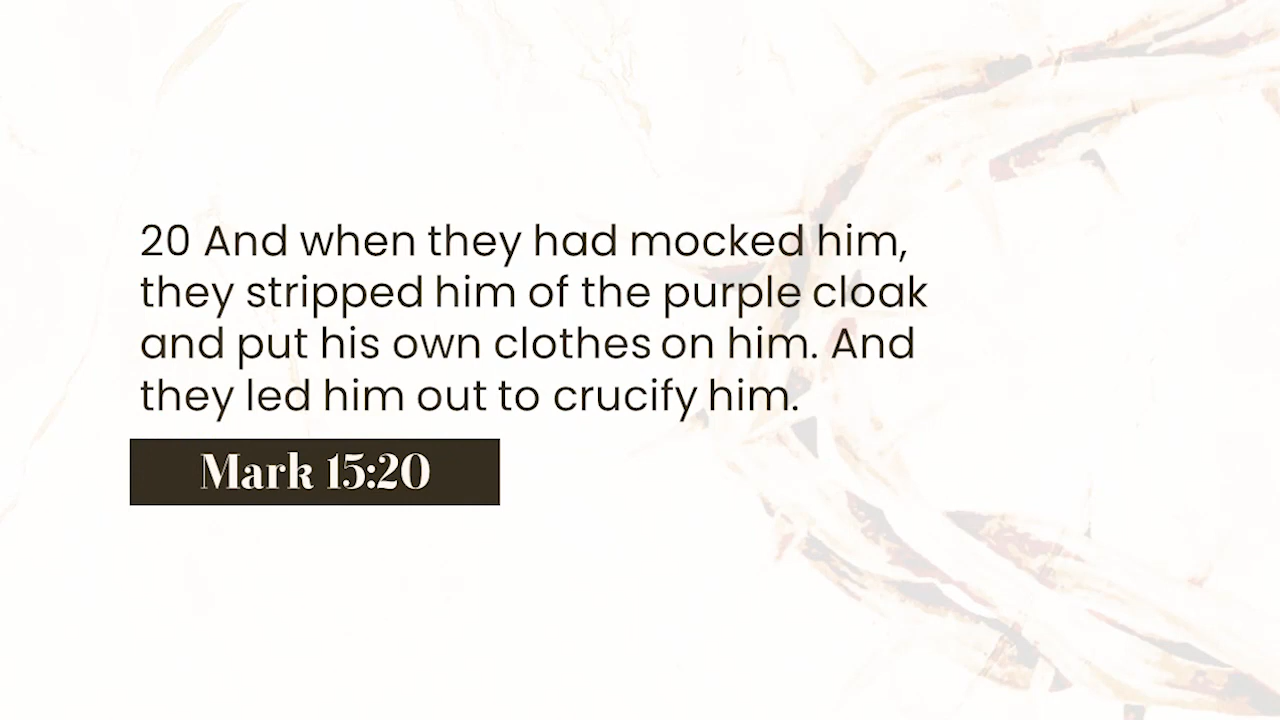 20 And when they had mocked him,
they stripped him of the purple cloak
and put his own clothes on him. And
they led him out to crucify him.
Mark 15:20